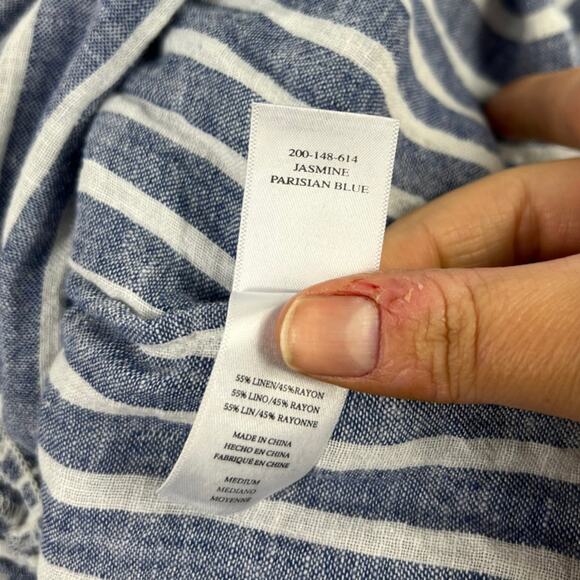 200-148-614
JASMINE
PARISIAN BLUE
55% LINEN/45%RAYON
55% LINO/45% RAYON
55% LIN/45% RAYONNE
MADE IN CHINA
HECHO EN CHINA
FABRIQUÉ EN CHINE
MEDIUM
MEDIANO
MOYENNE